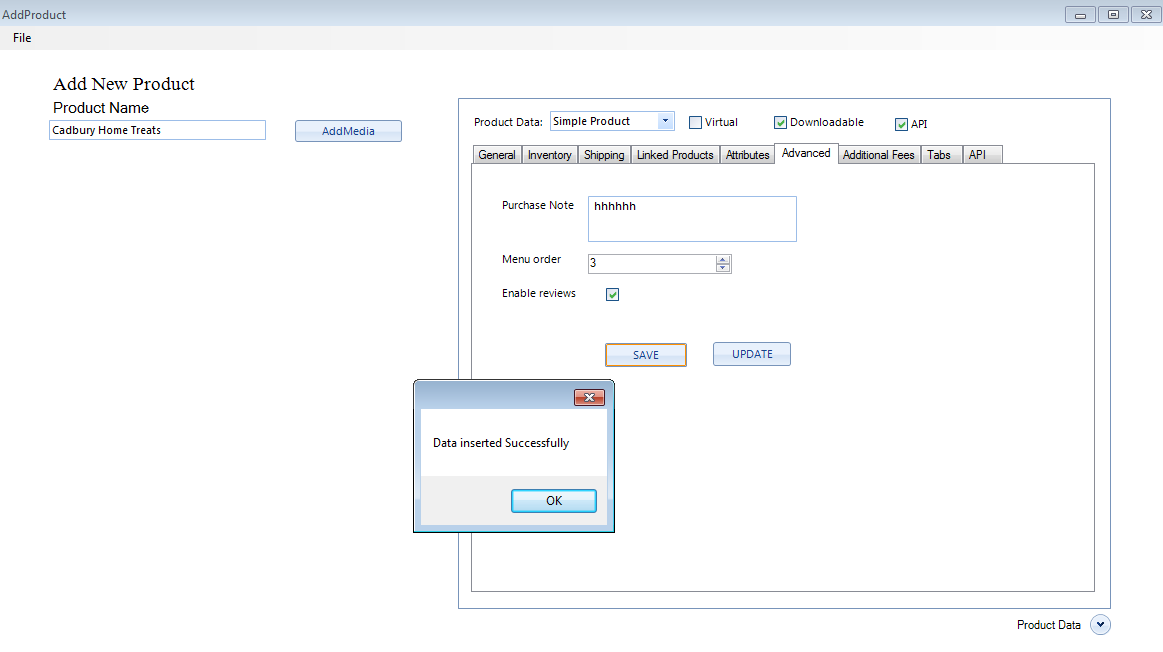 AddProduct
File
Add New Product
Product Name
Cadbury Home Treats
AddMedia
Product Data: Simple Product Virtual Downloadable API
General Inventory Shipping Linked Products Attributes Advanced Additional Fees Tabs API
Purchase Note hhhhhh
Menu order 3
Enable reviews
SAVE UPDATE
Data inserted Successfully
OK
Product Data